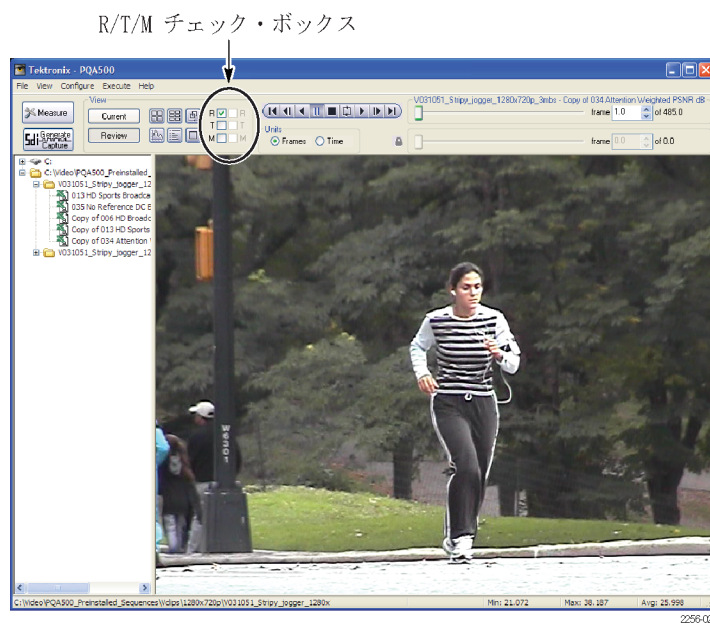 R/T/M チェック・ボックス
Tektronix - PQA500
File View Configure Execute Help
Measure
View
Current
Review
Generate
Capture
R R
T T
M M
Units
Frames Time
V031051_Stripy_jogger_1280x720p_3mbs - Copy of 034 Attention Weighted PSNR dB
frame 1.0 of 485.0
frame 0.0 of 0.0
C:
C:\Video\PQA500_Preinstalled_
V031051_Stripy_jogger_12
013 HD Sports Broadca
035 No Reference DC B
Copy of 006 HD Broadc
Copy of 013 HD Sports
Copy of 034 Attention
V031051_Stripy_jogger_12
C:\Video\PQA500_Preinstalled_Sequences\Vclips\1280x720p\V031051_Stripy_jogger_1280x
Min: 21.072 Max: 38.187 Avg: 25.998
2256-02